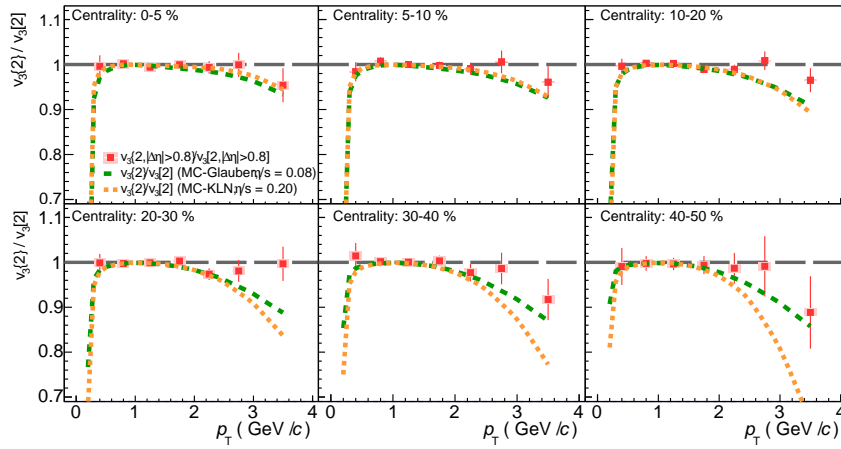 Centrality: 0-5 %
Centrality: 5-10 %
Centrality: 10-20 %
v₃{2} / v₃[2]
1.1
1
0.9
0.8
0.7
v₃{2,|Δη|>0.8}/v₃[2,|Δη|>0.8]
v₃{2}/v₃[2] (MC-Glauber,η/s = 0.08)
v₃{2}/v₃[2] (MC-KLN,η/s = 0.20)
Centrality: 20-30 %
Centrality: 30-40 %
Centrality: 40-50 %
v₃{2} / v₃[2]
1.1
1
0.9
0.8
0.7
0 1 2 3 4
0 1 2 3 4
0 1 2 3 4
p_T (GeV/c)
p_T (GeV/c)
p_T (GeV/c)